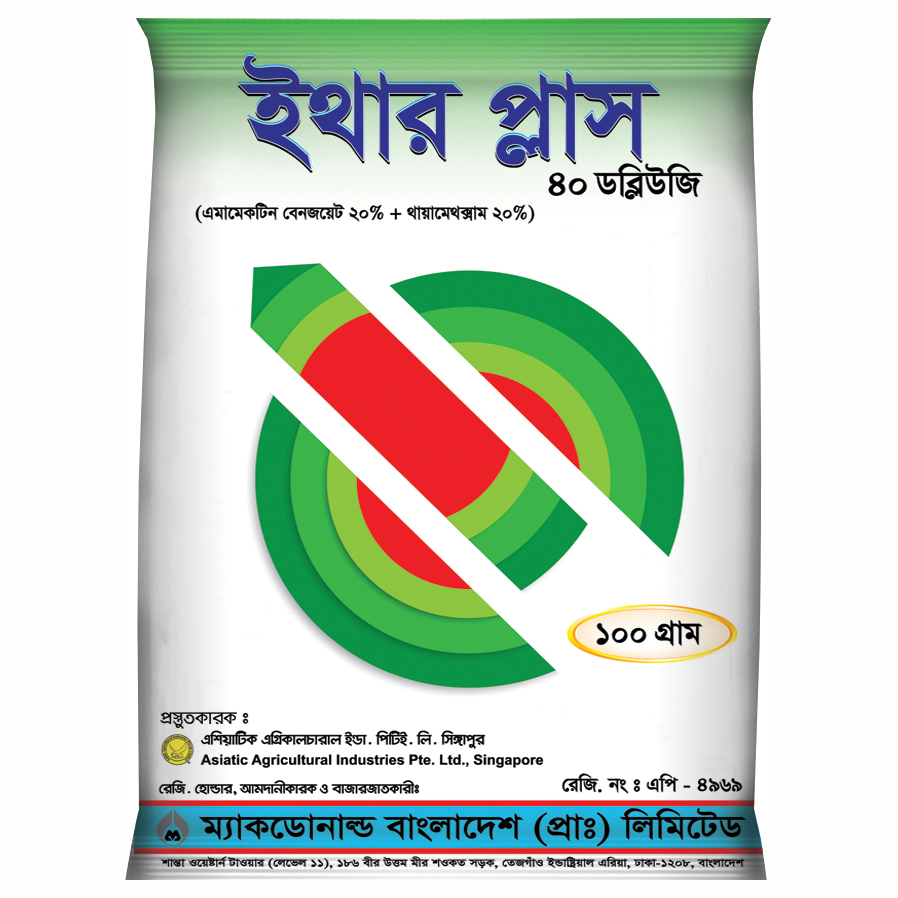 ইথার প্লাস
৪০ ডব্লিউজি
(এমামেকটিন বেনজয়েট ২০% + থায়ামেথক্সাম ২০%)
১০০ গ্রাম
প্রস্তুতকারক ঃ
এশিয়াটিক এগ্রিকালচারাল ইন্ডা. পিটিই. লি. সিঙ্গাপুর
Asiatic Agricultural Industries Pte. Ltd., Singapore
রেজি. হোল্ডার, আমদানীকারক ও বাজারজাতকারীঃ
রেজি. নং ঃ এপি - ৪৯৬৯
ম্যাকডোনাল্ড বাংলাদেশ (প্রাঃ) লিমিটেড
শান্তা ওয়েষ্টার্ন টাওয়ার (লেভেল ১১), ১৮৬ বীর উত্তম মীর শওকত সড়ক, তেজগাঁও ইন্ডাষ্ট্রিয়াল এরিয়া, ঢাকা-১২০৮, বাংলাদেশ